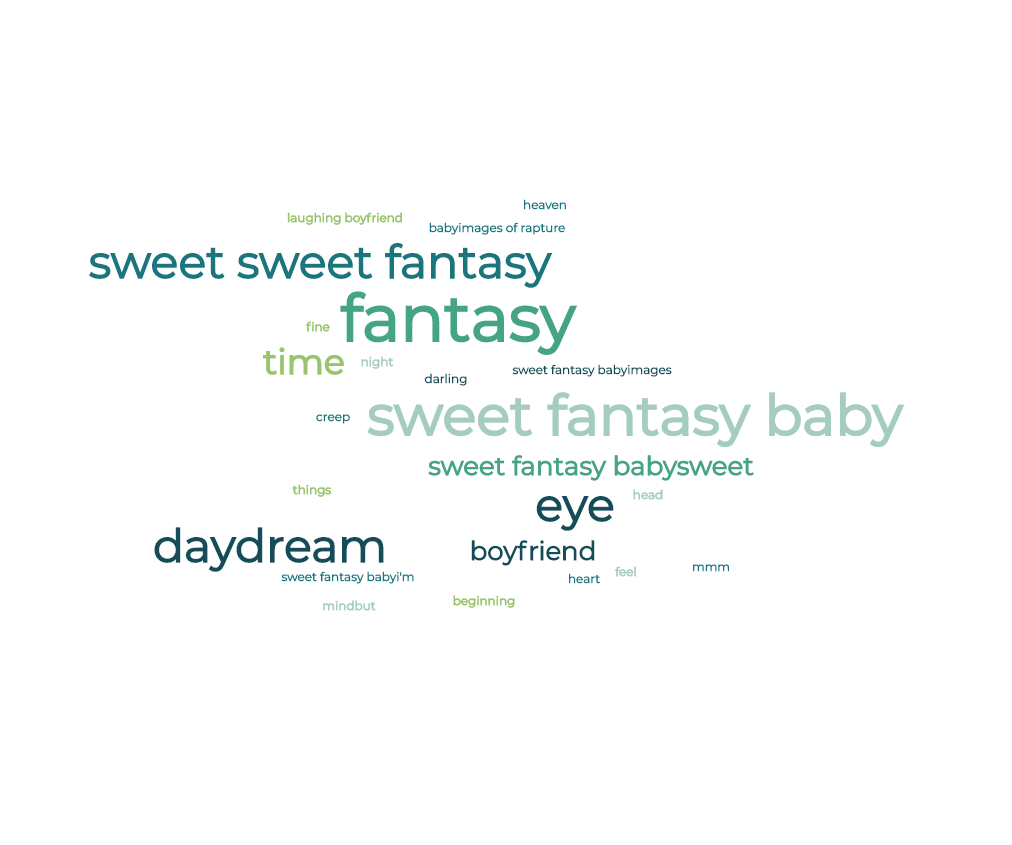 heaven
laughing boyfriend
babyimages of rapture
sweet sweet fantasy
fantasy
fine
time
night
darling
sweet fantasy babyimages
creep
sweet fantasy baby
sweet fantasy babysweet
things
eye
head
daydream
boyfriend
sweet fantasy babyi'm
heart
feel
mmm
mindbut
beginning